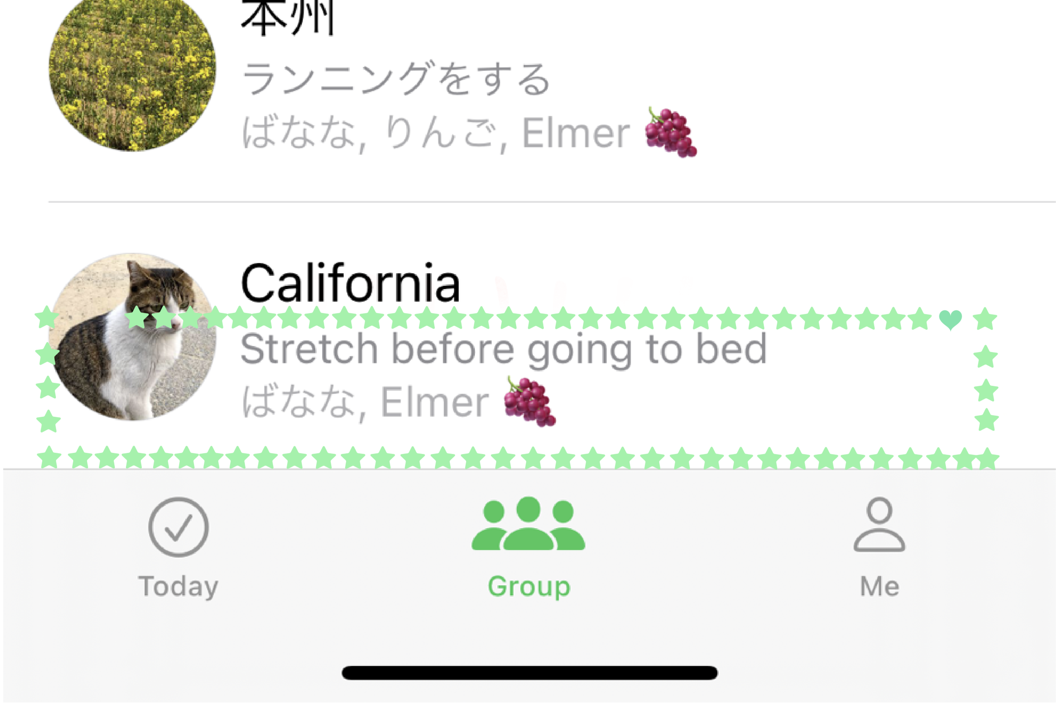 本州
ランニングをする
ばなな, りんご, Elmer 🍇
California
Stretch before going to bed
ばなな, Elmer 🍇
Today
Group
Me